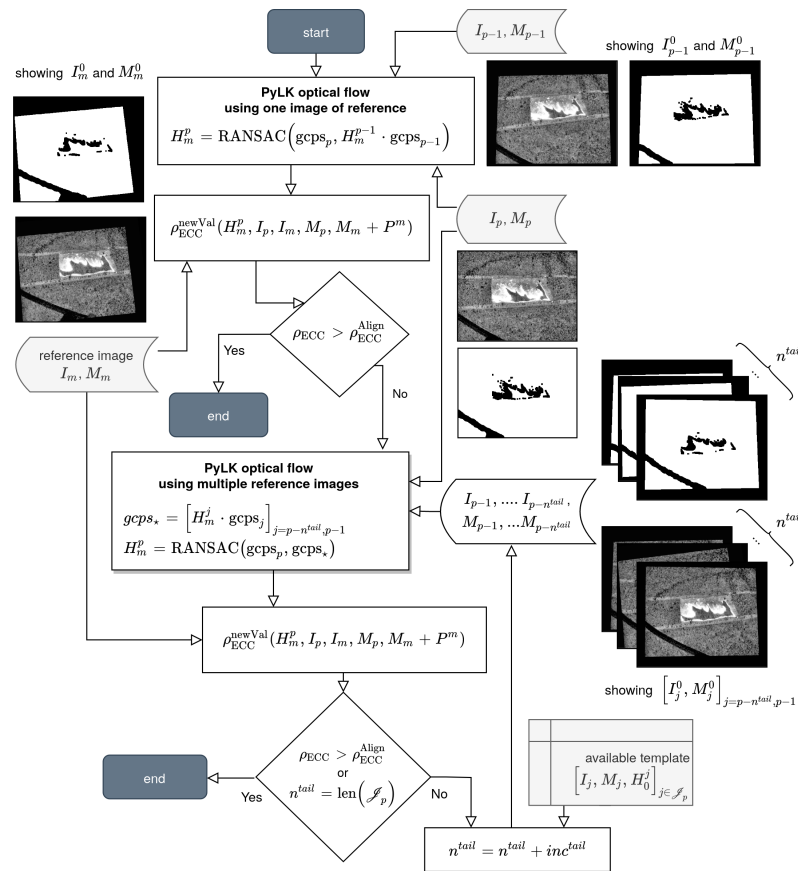 start
I_{p-1}, M_{p-1}
showing I^0_{p-1} and M^0_{p-1}
showing I^0_m and M^0_m
PyLK optical flow
using one image of reference
H^p_m = RANSAC(gcps_p, H^{p-1}_m · gcps_{p-1})
I_p, M_p
ρ^{newVal}_{ECC}(H^p_m, I_p, I_m, M_p, M_m + P^m)
ρ_{ECC} > ρ^{Align}_{ECC}
Yes
No
reference image
I_m, M_m
end
n^{tai
...
PyLK optical flow
using multiple reference images
gcps_⋆ = [H^j_m · gcps_j]_{j=p-n^{tail},p-1}
H^p_m = RANSAC(gcps_p, gcps_⋆)
I_{p-1}, .... I_{p-n^{tail}},
M_{p-1}, ...M_{p-n^{tail}}
n^{tai
...
ρ^{newVal}_{ECC}(H^p_m, I_p, I_m, M_p, M_m + P^m)
showing [I^0_j, M^0_j]_{j=p-n^{tail},p-1}
ρ_{ECC} > ρ^{Align}_{ECC}
or
n^{tail} = len(𝒥_p)
end
Yes
No
available template
[I_j, M_j, H^j_0]_{j∈𝒥_p}
n^{tail} = n^{tail} + inc^{tail}